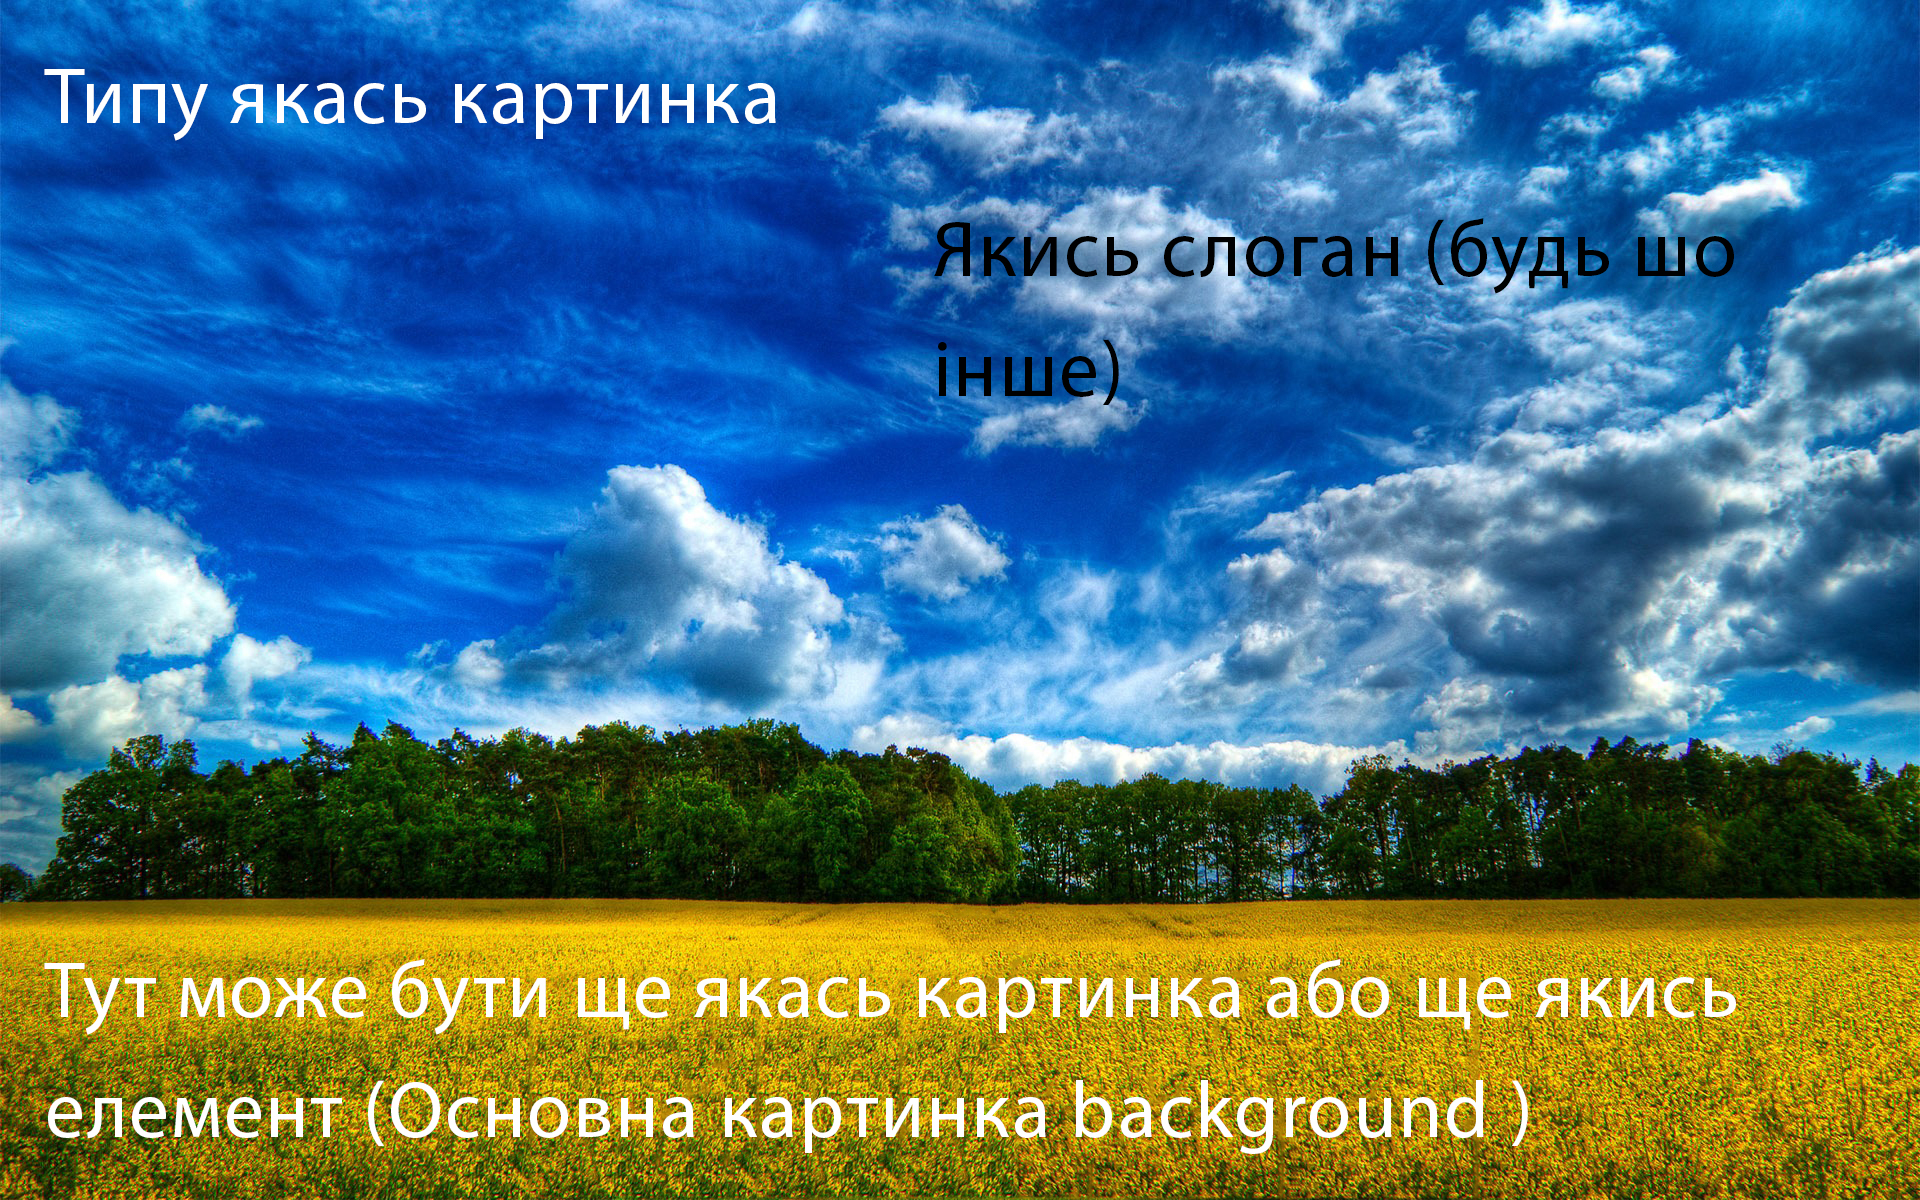 Типу якась картинка
Якись слоган (будь шо
інше)
Тут може бути ще якась картинка або ще якись
елемент (Основна картинка background )